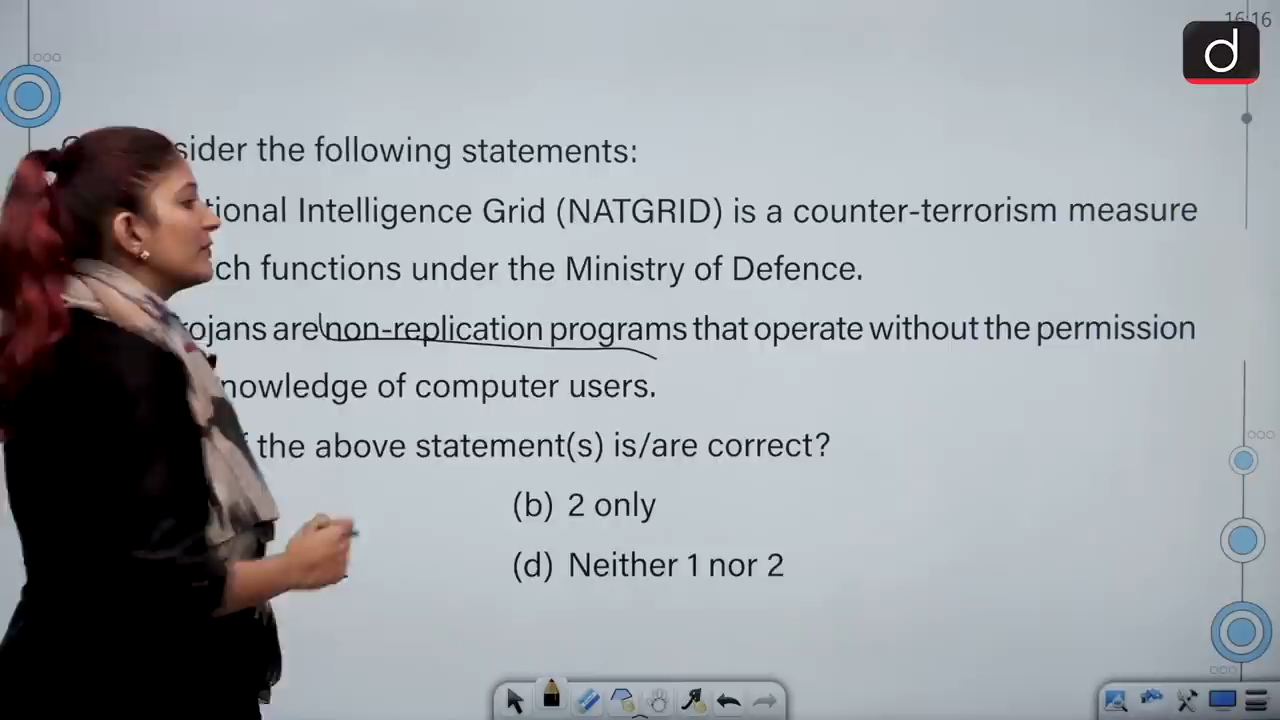 16:16
d
sider the following statements:
tional Intelligence Grid (NATGRID) is a counter-terrorism measure
ch functions under the Ministry of Defence.
rojans are non-replication programs that operate without the permission
nowledge of computer users.
the above statement(s) is/are correct?
(b) 2 only
(d) Neither 1 nor 2